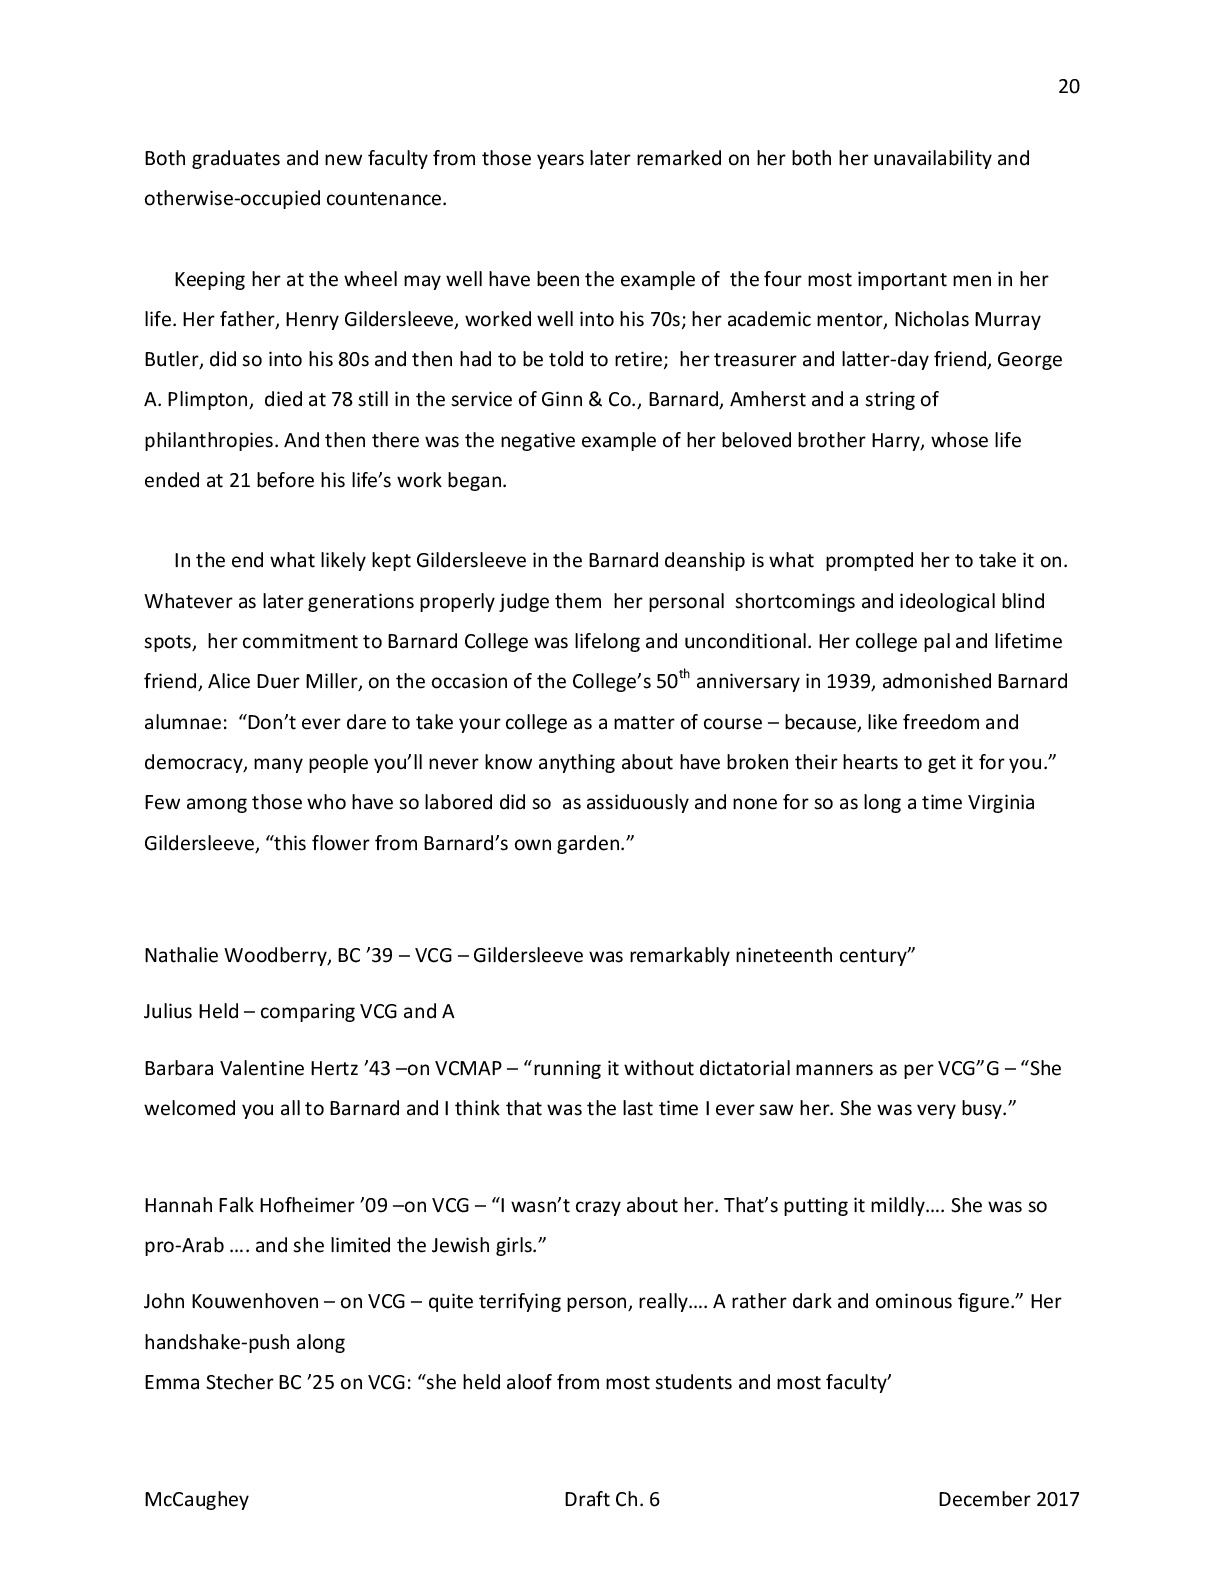 20
Both graduates and new faculty from those years later remarked on her both her unavailability and
otherwise-occupied countenance.
Keeping her at the wheel may well have been the example of  the four most important men in her
life. Her father, Henry Gildersleeve, worked well into his 70s; her academic mentor, Nicholas Murray
Butler, did so into his 80s and then had to be told to retire;  her treasurer and latter-day friend, George
A. Plimpton,  died at 78 still in the service of Ginn & Co., Barnard, Amherst and a string of
philanthropies. And then there was the negative example of her beloved brother Harry, whose life
ended at 21 before his life’s work began.
In the end what likely kept Gildersleeve in the Barnard deanship is what  prompted her to take it on.
Whatever as later generations properly judge them  her personal  shortcomings and ideological blind
spots,  her commitment to Barnard College was lifelong and unconditional. Her college pal and lifetime
friend, Alice Duer Miller, on the occasion of the College’s 50th anniversary in 1939, admonished Barnard
alumnae:  “Don’t ever dare to take your college as a matter of course – because, like freedom and
democracy, many people you’ll never know anything about have broken their hearts to get it for you.”
Few among those who have so labored did so  as assiduously and none for so as long a time Virginia
Gildersleeve, “this flower from Barnard’s own garden.”
Nathalie Woodberry, BC ’39 – VCG – Gildersleeve was remarkably nineteenth century”
Julius Held – comparing VCG and A
Barbara Valentine Hertz ’43 –on VCMAP – “running it without dictatorial manners as per VCG”G – “She
welcomed you all to Barnard and I think that was the last time I ever saw her. She was very busy.”
Hannah Falk Hofheimer ’09 –on VCG – “I wasn’t crazy about her. That’s putting it mildly…. She was so
pro-Arab …. and she limited the Jewish girls.”
John Kouwenhoven – on VCG – quite terrifying person, really…. A rather dark and ominous figure.” Her
handshake-push along
Emma Stecher BC ’25 on VCG: “she held aloof from most students and most faculty’
McCaughey Draft Ch. 6 December 2017